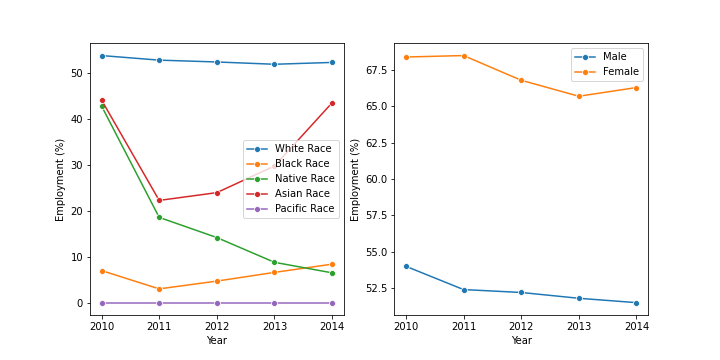 50
40
30
20
10
0
Employment (%)
2010 2011 2012 2013 2014
Year
White Race
Black Race
Native Race
Asian Race
Pacific Race
67.5
65.0
62.5
60.0
57.5
55.0
52.5
Employment (%)
2010 2011 2012 2013 2014
Year
Male
Female